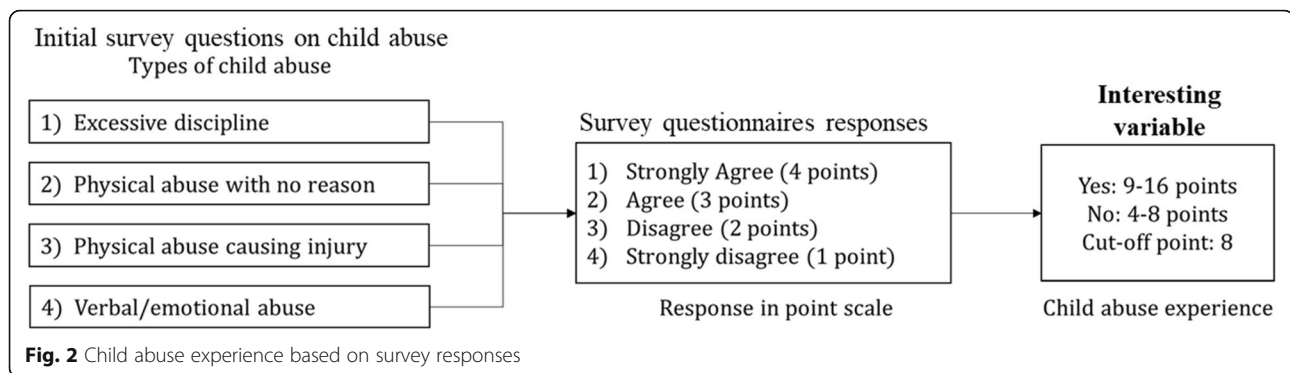 Initial survey questions on child abuse
Types of child abuse
1) Excessive discipline
2) Physical abuse with no reason
3) Physical abuse causing injury
4) Verbal/emotional abuse
Survey questionnaires responses
1) Strongly Agree (4 points)
2) Agree (3 points)
3) Disagree (2 points)
4) Strongly disagree (1 point)
Response in point scale
Interesting
variable
Yes: 9-16 points
No: 4-8 points
Cut-off point: 8
Child abuse experience
Fig. 2 Child abuse experience based on survey responses